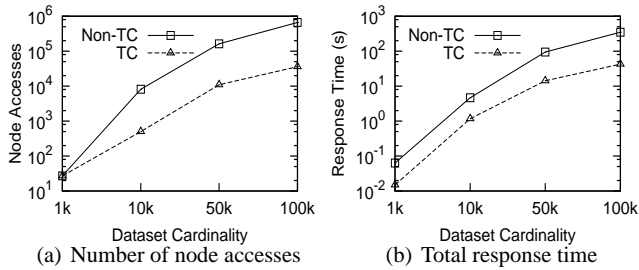 Node Accesses
10^6
10^5
10^4
10^3
10^2
10^1
Non-TC
TC
1k 10k 50k 100k
Dataset Cardinality
(a) Number of node accesses
Response Time (s)
10^3
10^2
10^1
10^0
10^-1
10^-2
Non-TC
TC
1k 10k 50k 100k
Dataset Cardinality
(b) Total response time